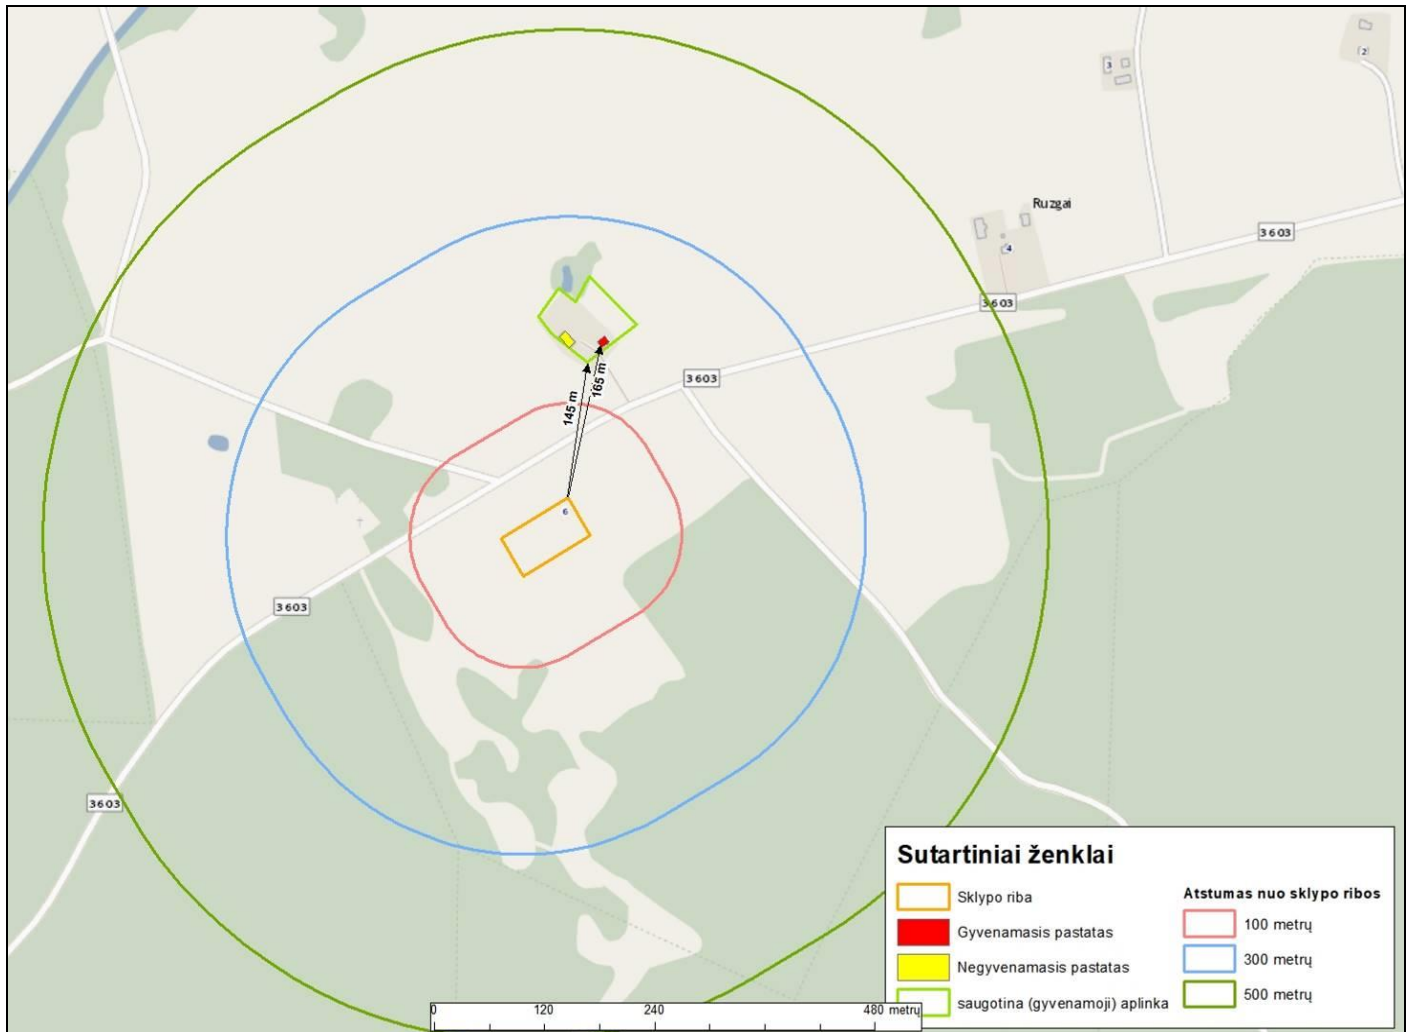 2
3
Ruzgai
3603
4
3603
3603
165 m
145 m
6
3603
3603
Sutartiniai ženklai
Sklypo riba
Gyvenamasis pastatas
Negyvenamasis pastatas
saugotina (gyvenamoji) aplinka
Atstumas nuo sklypo ribos
100 metrų
300 metrų
500 metrų
0 120 240 480 metrų